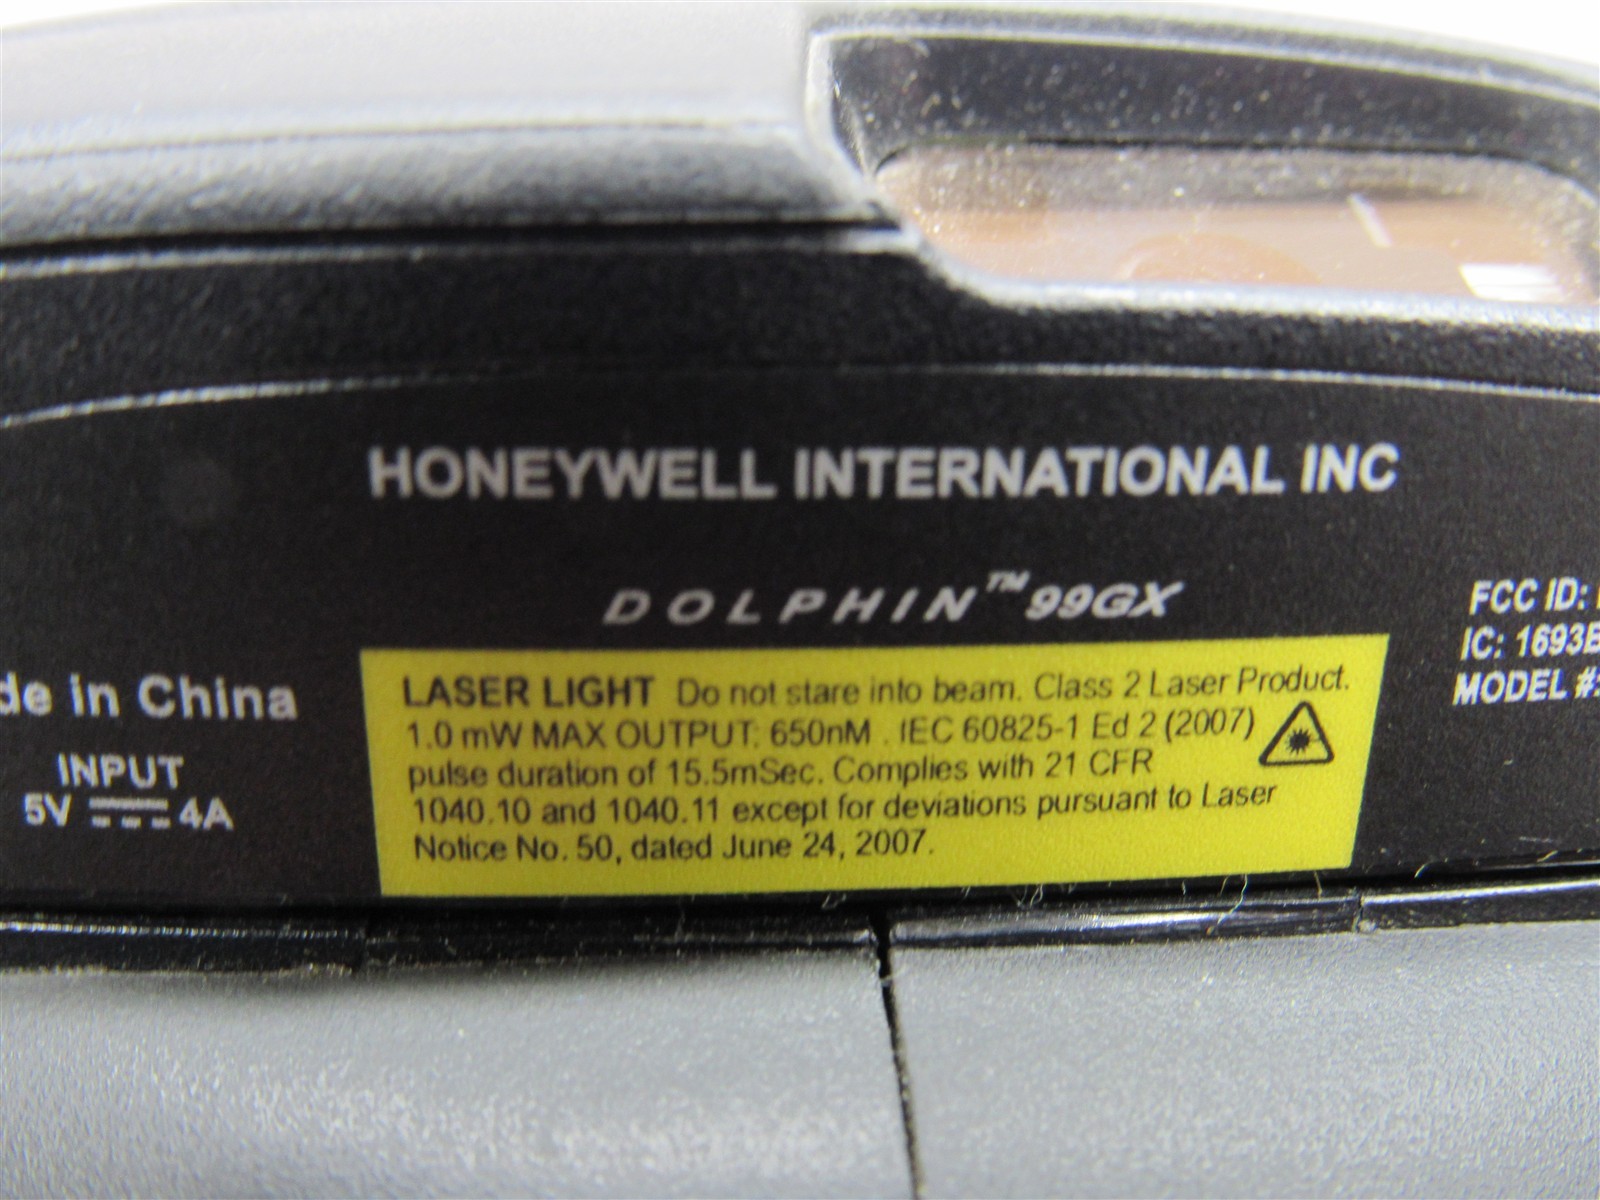 HONEYWELL INTERNATIONAL INC
DOLPHIN™ 99GX
de in China
INPUT
5V 4A
LASER LIGHT Do not stare into beam. Class 2 Laser Product.
1.0 mW MAX OUTPUT: 650nM . IEC 60825-1 Ed 2 (2007)
pulse duration of 15.5mSec. Complies with 21 CFR
1040.10 and 1040.11 except for deviations pursuant to Laser
Notice No. 50, dated June 24, 2007.
FCC ID:
IC: 1693
MODEL #: